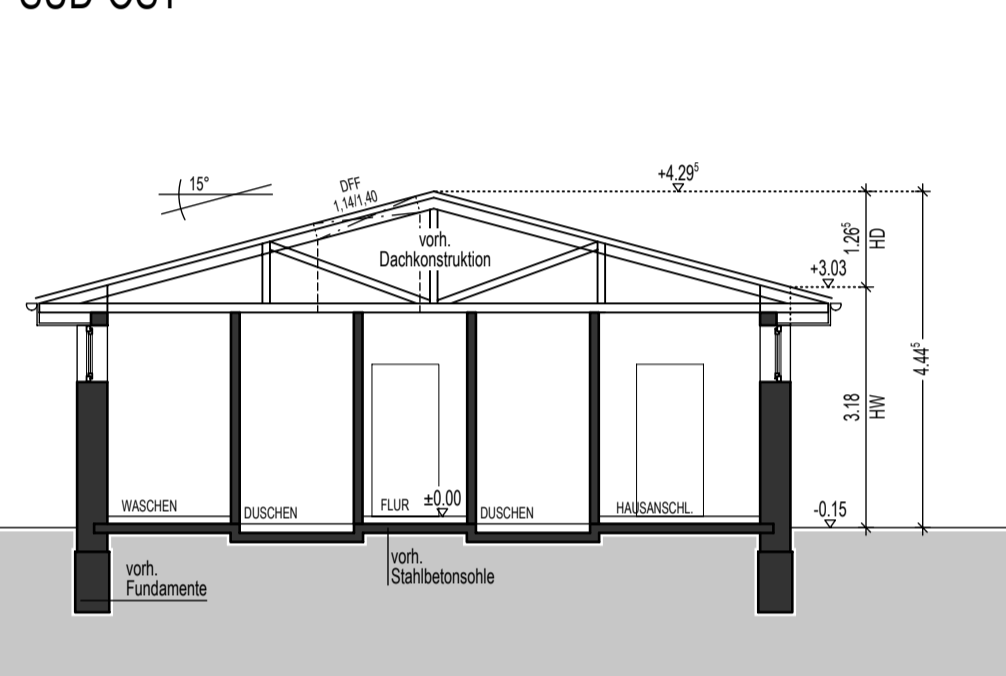 15°
DFF
1,14/1,40
+4.29⁵
vorh.
Dachkonstruktion
1.26⁵
HD
+3.03
4.44⁵
3.18
HW
WASCHEN
DUSCHEN
FLUR
±0.00
DUSCHEN
HAUSANSCHL.
-0.15
vorh.
Fundamente
vorh.
Stahlbetonsohle